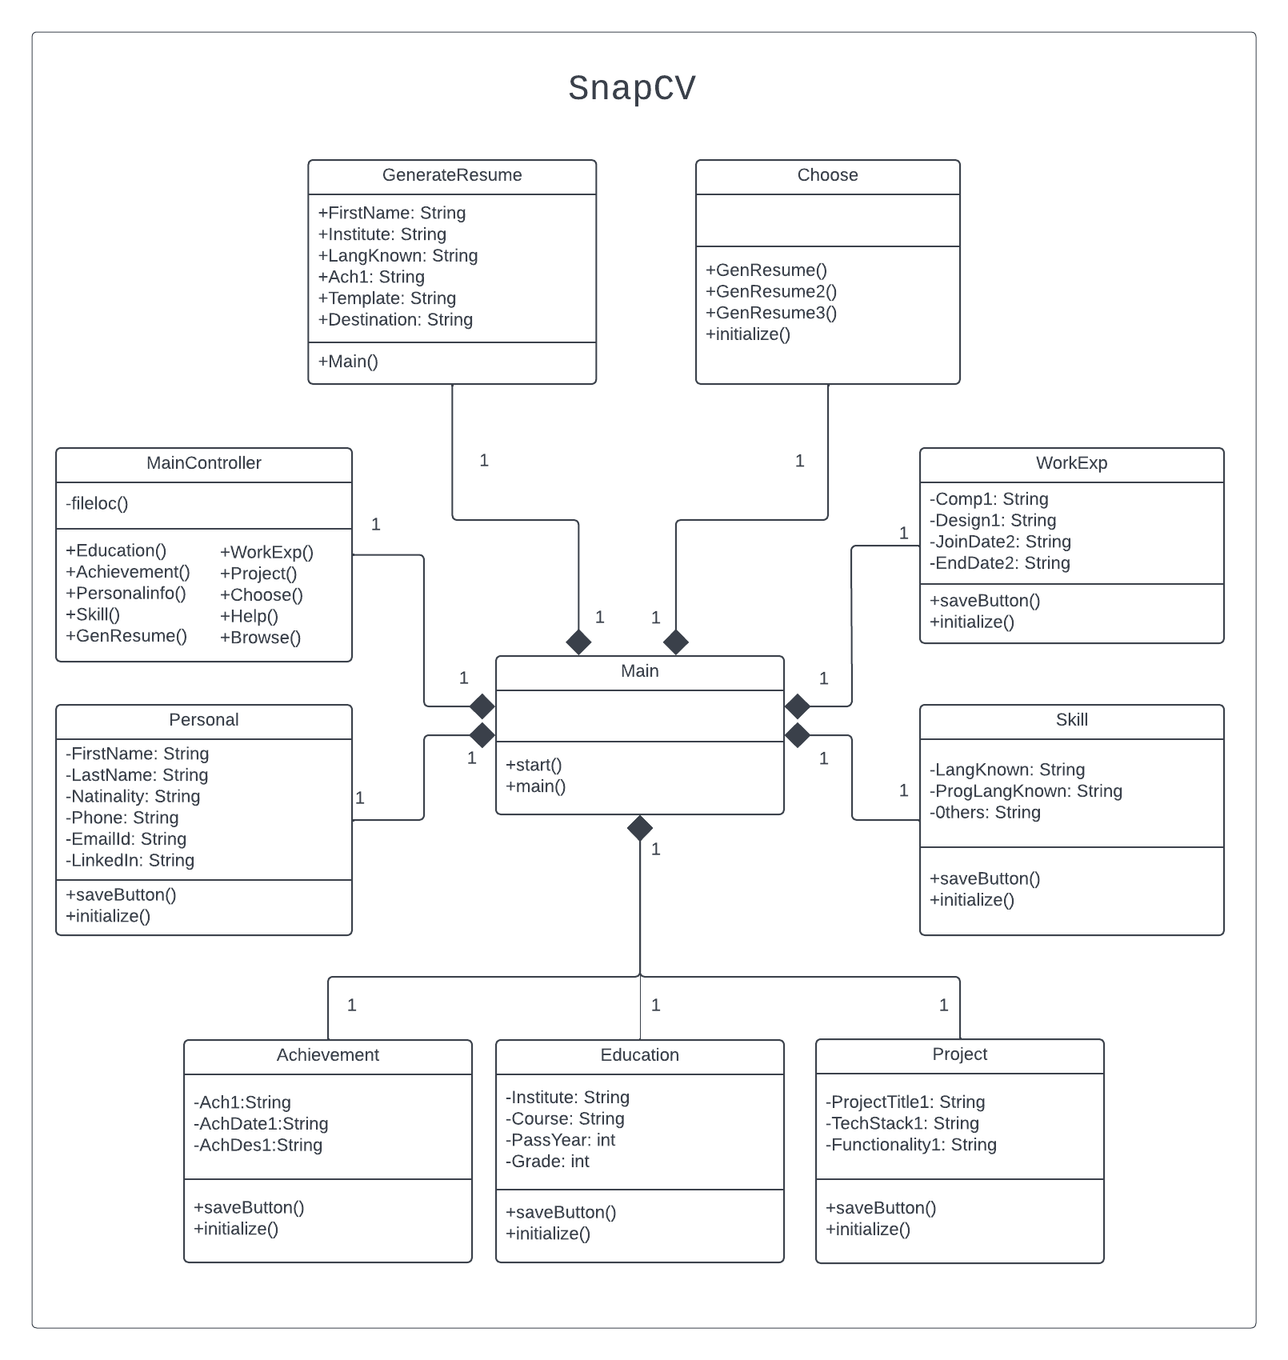 SnapCV
GenerateResume
+FirstName: String
+Institute: String
+LangKnown: String
+Ach1: String
+Template: String
+Destination: String
+Main()
Choose
+GenResume()
+GenResume2()
+GenResume3()
+initialize()
1
1
MainController
-fileloc()
+Education()
+Achievement()
+Personalinfo()
+Skill()
+GenResume()
+WorkExp()
+Project()
+Choose()
+Help()
+Browse()
1
WorkExp
-Comp1: String
-Design1: String
-JoinDate2: String
-EndDate2: String
+saveButton()
+initialize()
1
1
1
1
1
Main
+start()
+main()
Personal
-FirstName: String
-LastName: String
-Natinality: String
-Phone: String
-EmailId: String
-LinkedIn: String
+saveButton()
+initialize()
1
1
1
1
Skill
-LangKnown: String
-ProgLangKnown: String
-0thers: String
+saveButton()
+initialize()
1
1
1
1
Achievement
-Ach1:String
-AchDate1:String
-AchDes1:String
+saveButton()
+initialize()
Education
-Institute: String
-Course: String
-PassYear: int
-Grade: int
+saveButton()
+initialize()
Project
-ProjectTitle1: String
-TechStack1: String
-Functionality1: String
+saveButton()
+initialize()